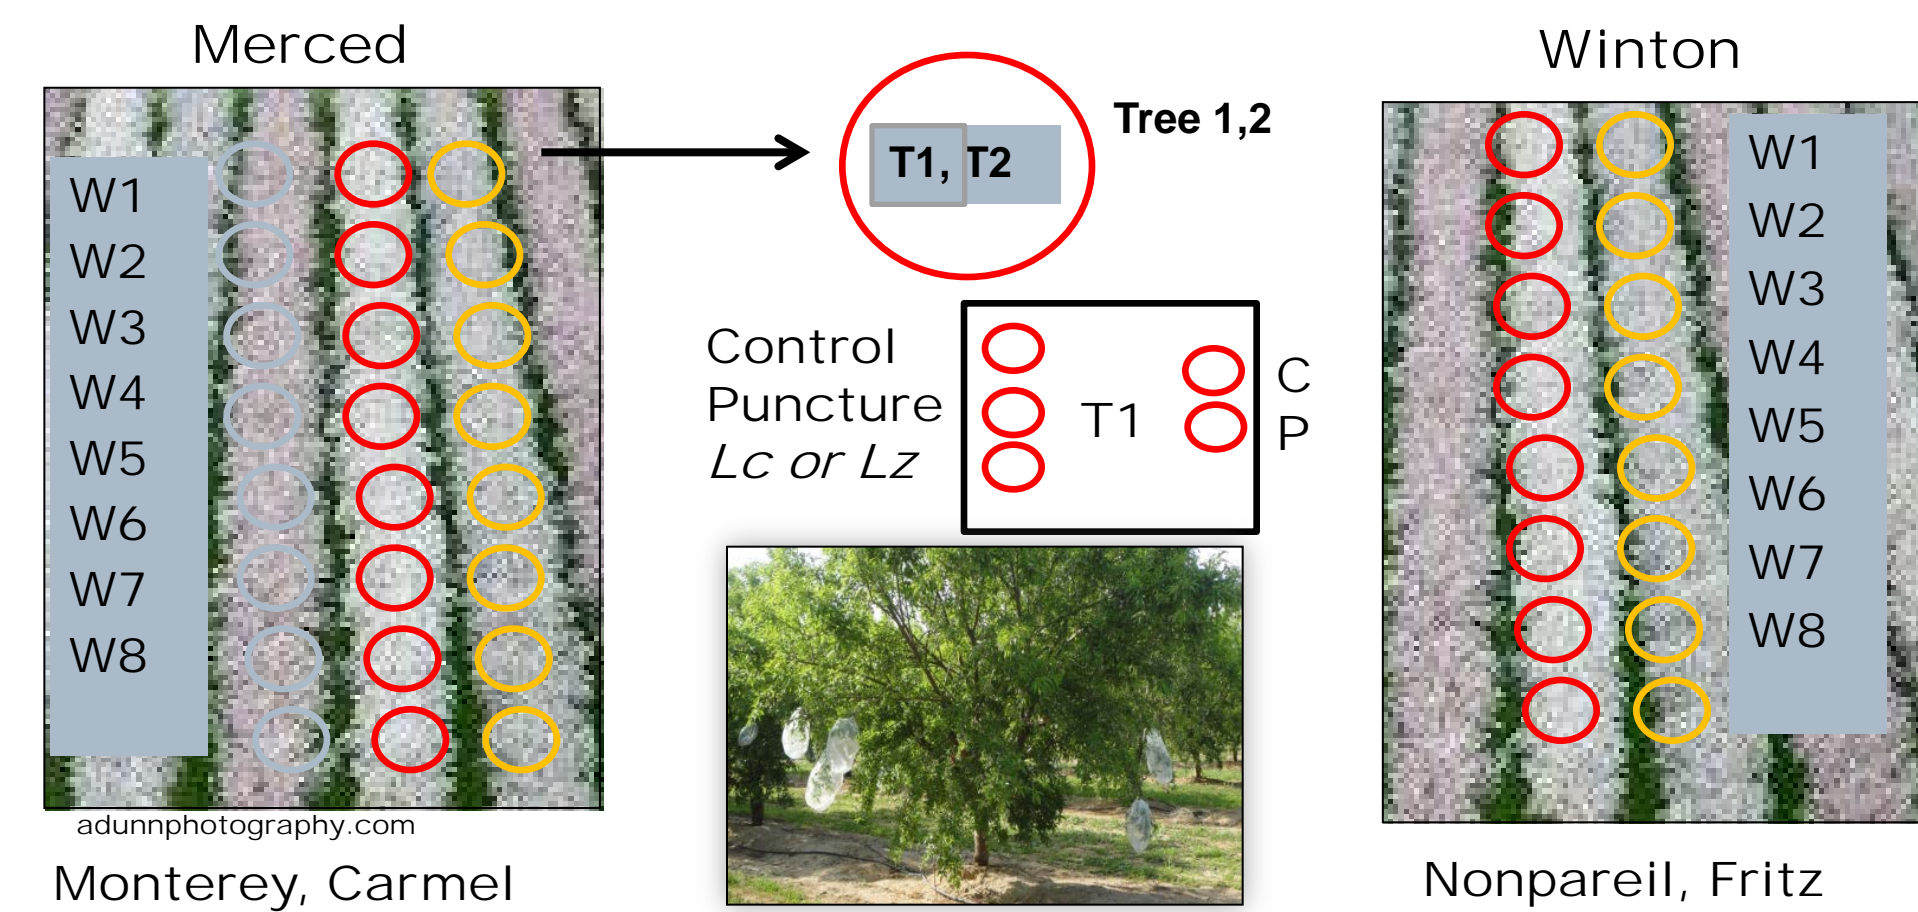 Merced
W1
W2
W3
W4
W5
W6
W7
W8
adunnphotography.com
Monterey, Carmel
T1, T2
Tree 1,2
Control
Puncture
Lc or Lz
T1
C
P
Winton
W1
W2
W3
W4
W5
W6
W7
W8
Nonpareil, Fritz